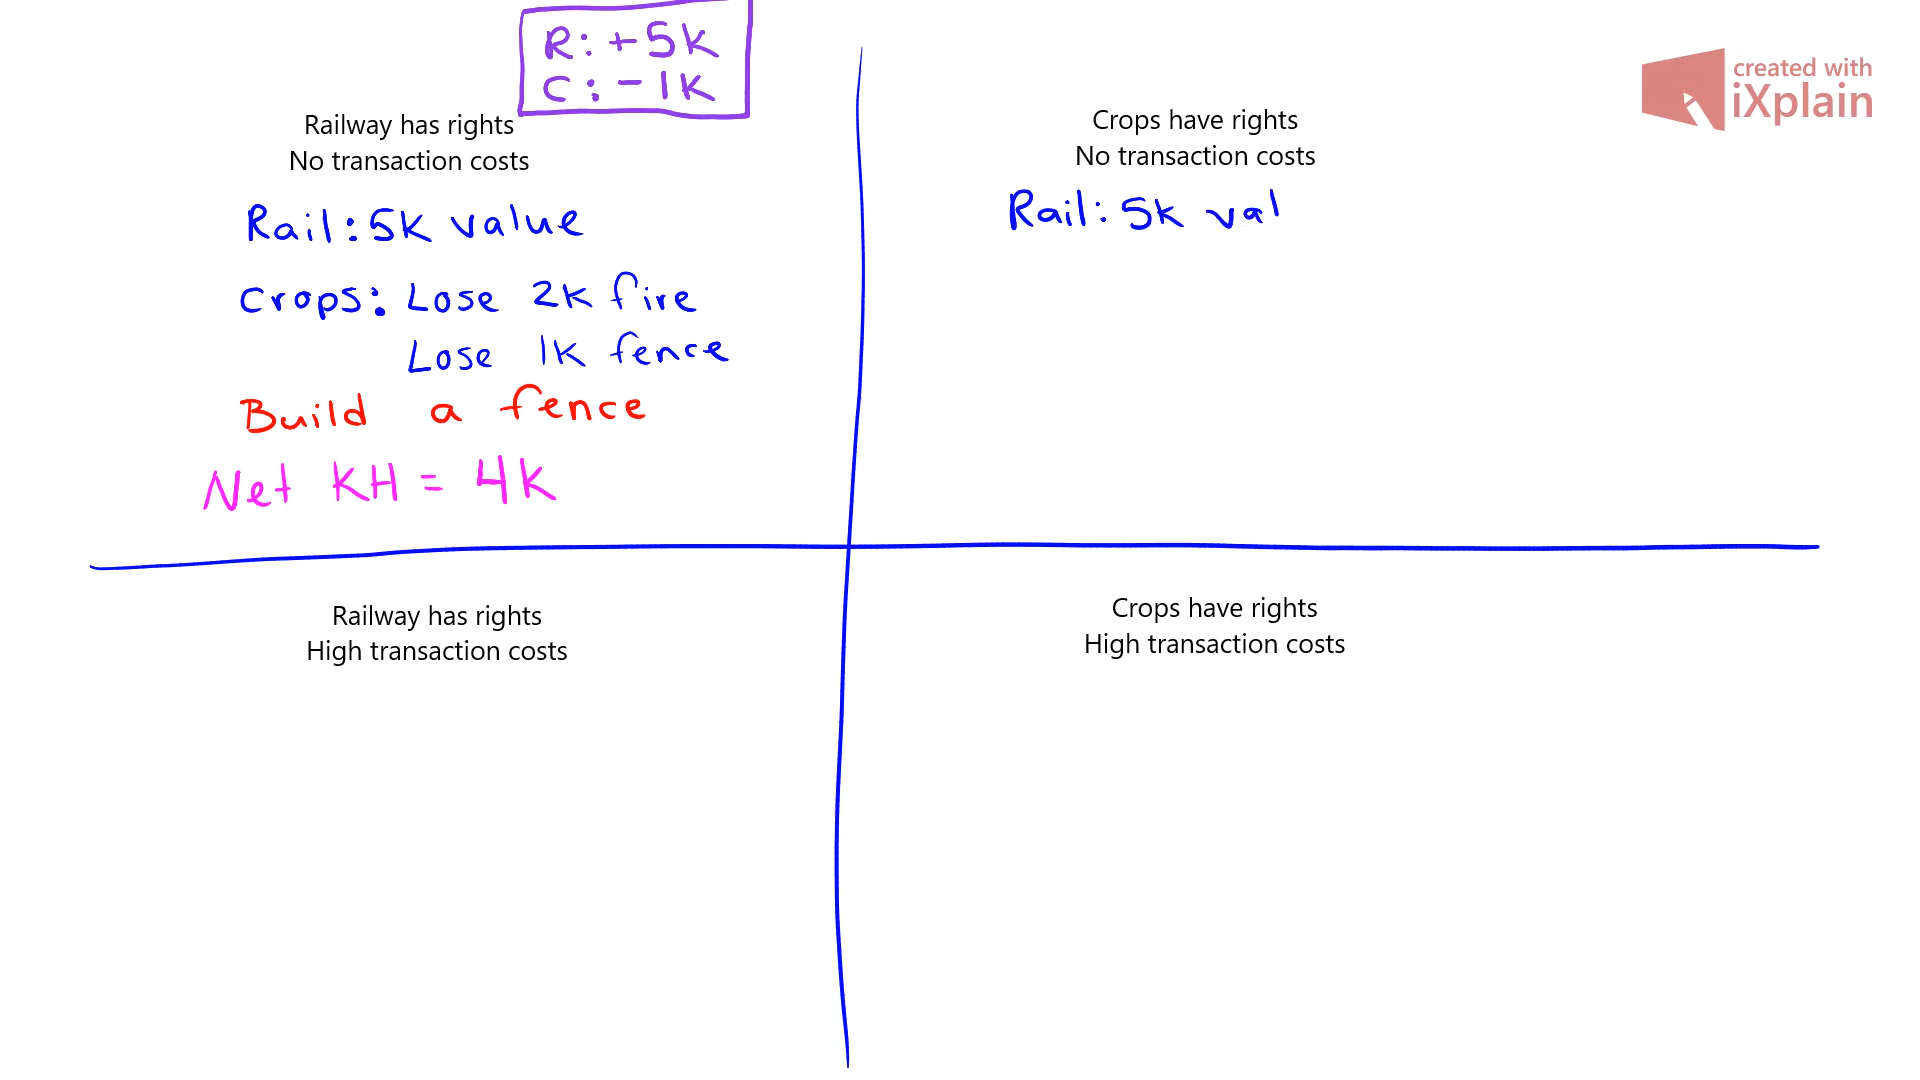 R: +5K
C: -1K
Railway has rights
No transaction costs
Rail: 5K value
Crops: Lose 2K fire
Lose 1K fence
Build a fence
Net KH = 4K
Crops have rights
No transaction costs
Rail: 5K val
created with
iXplain
Railway has rights
High transaction costs
Crops have rights
High transaction costs